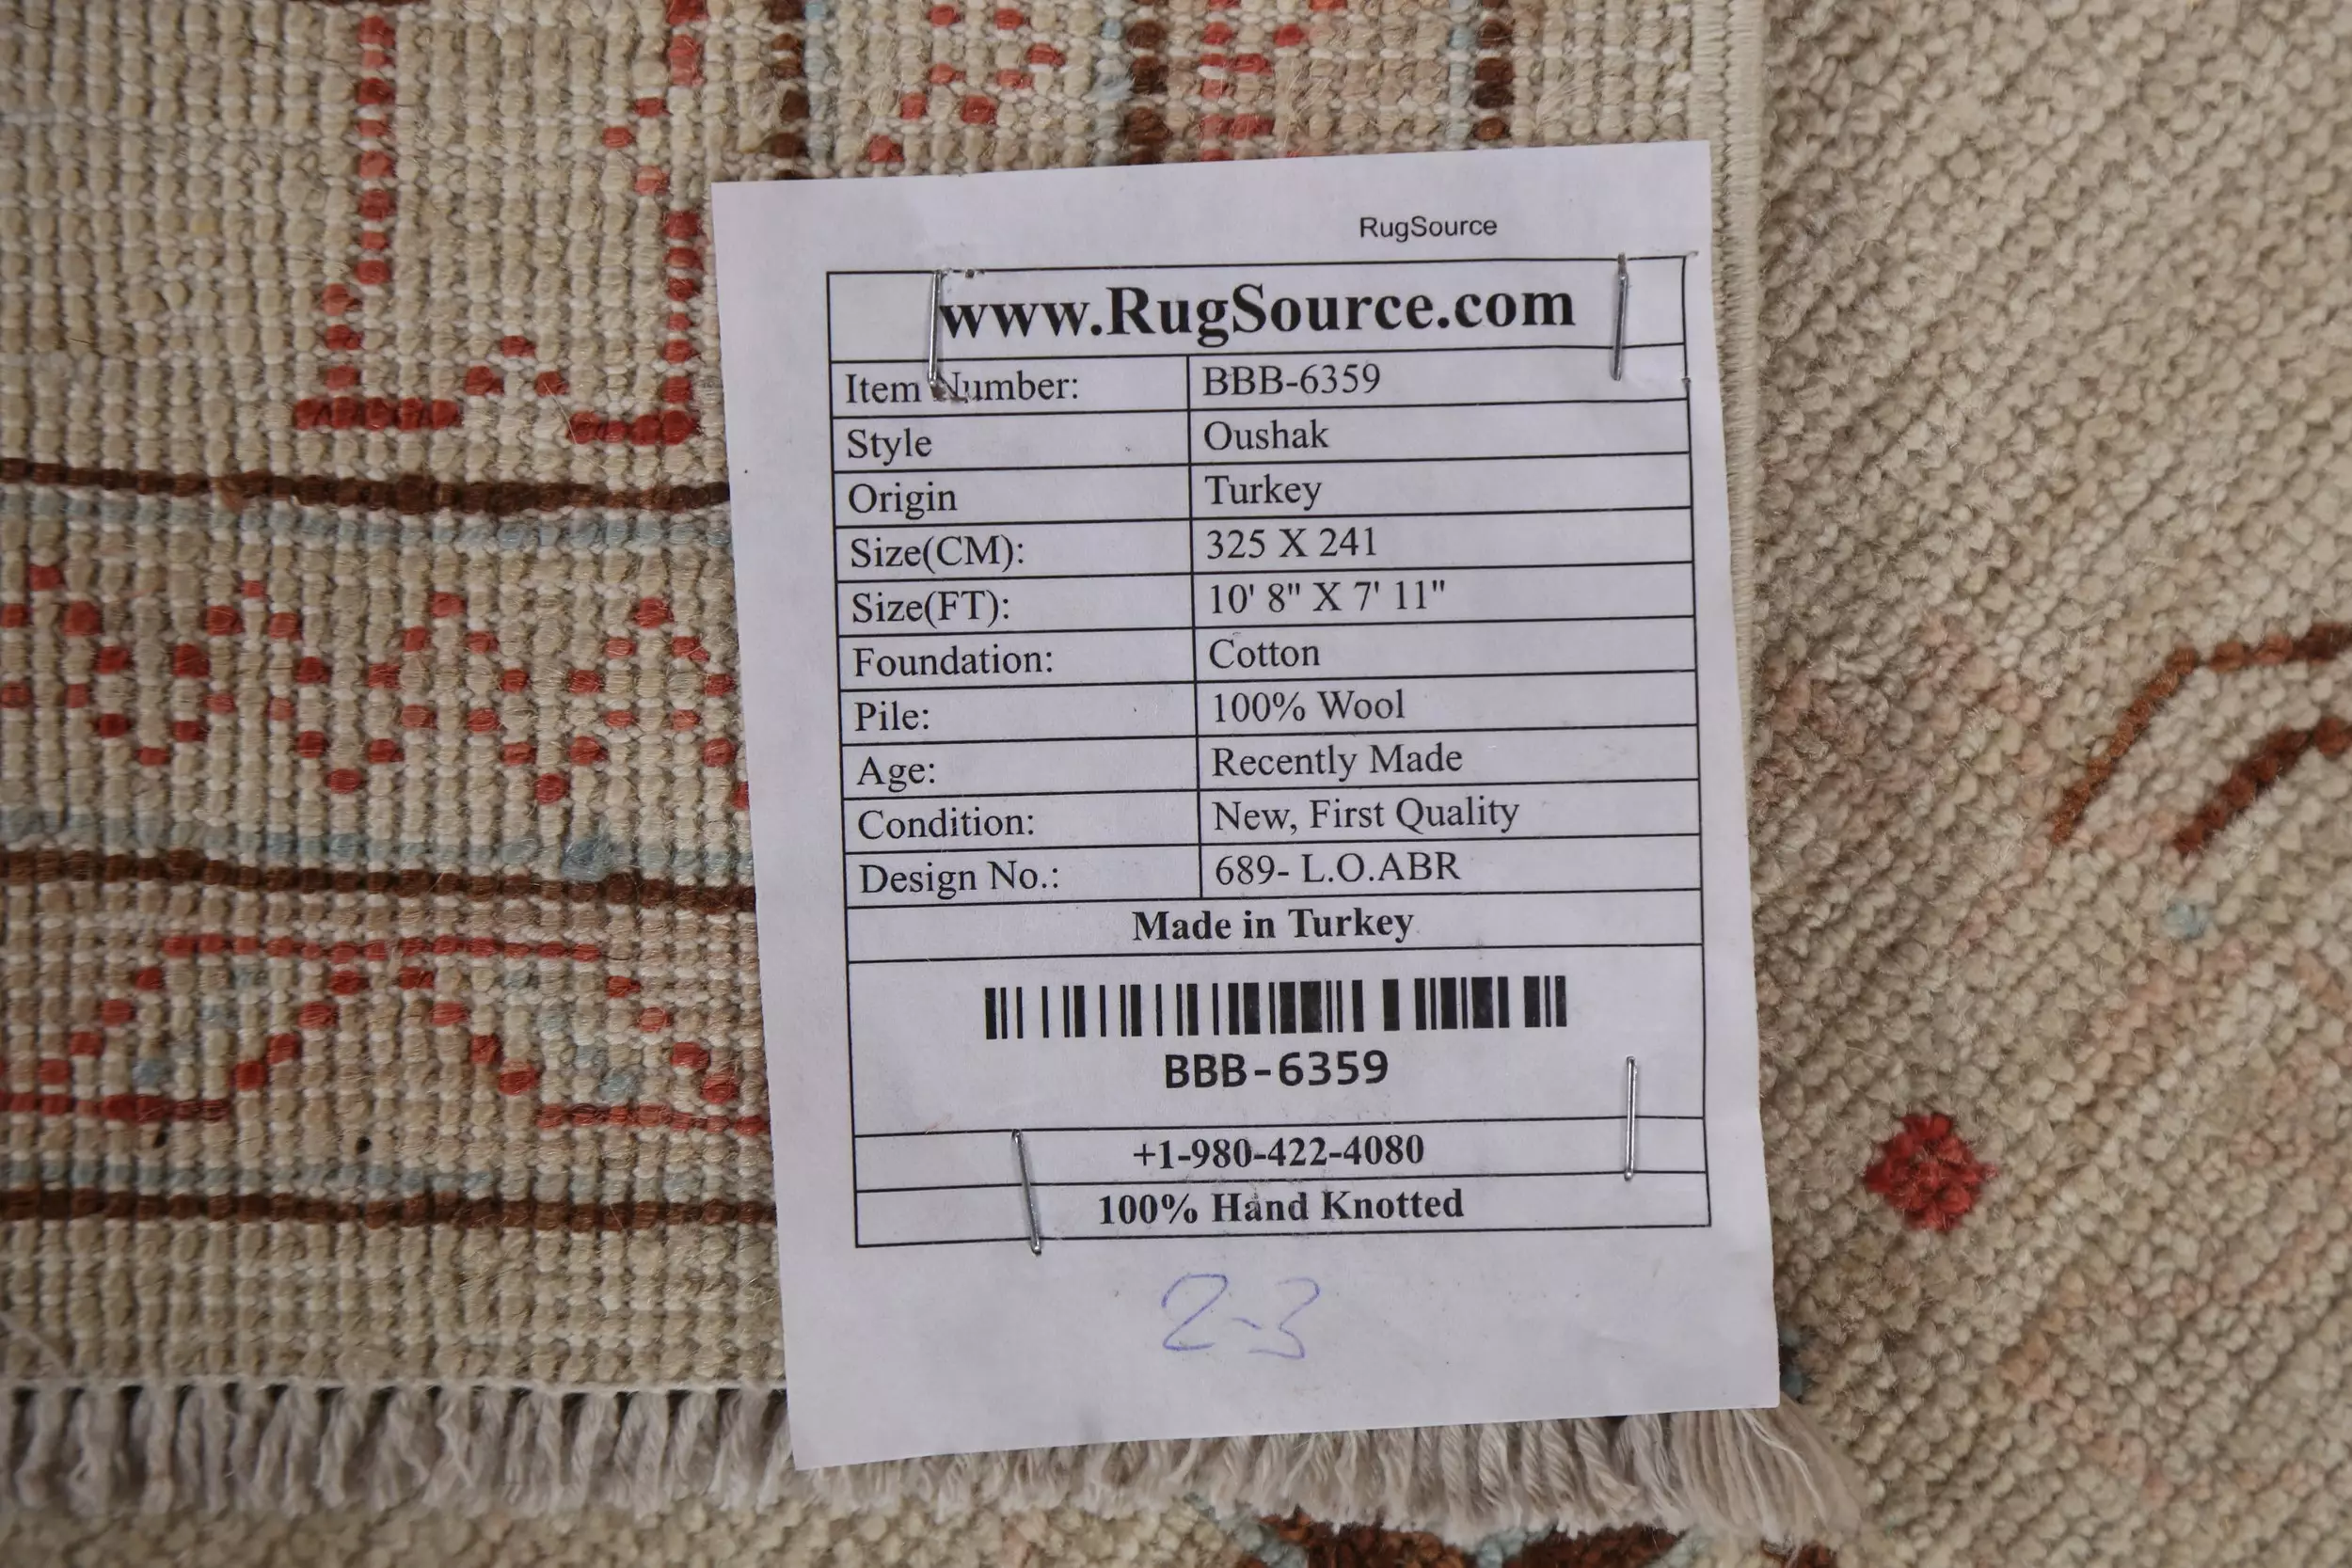 RugSource
www.RugSource.com
Item Number: BBB-6359
Style Oushak
Origin Turkey
Size(CM): 325 X 241
Size(FT): 10' 8" X 7' 11"
Foundation: Cotton
Pile: 100% Wool
Age: Recently Made
Condition: New, First Quality
Design No.: 689- L.O.ABR
Made in Turkey
BBB-6359
+1-980-422-4080
100% Hand Knotted
2-3